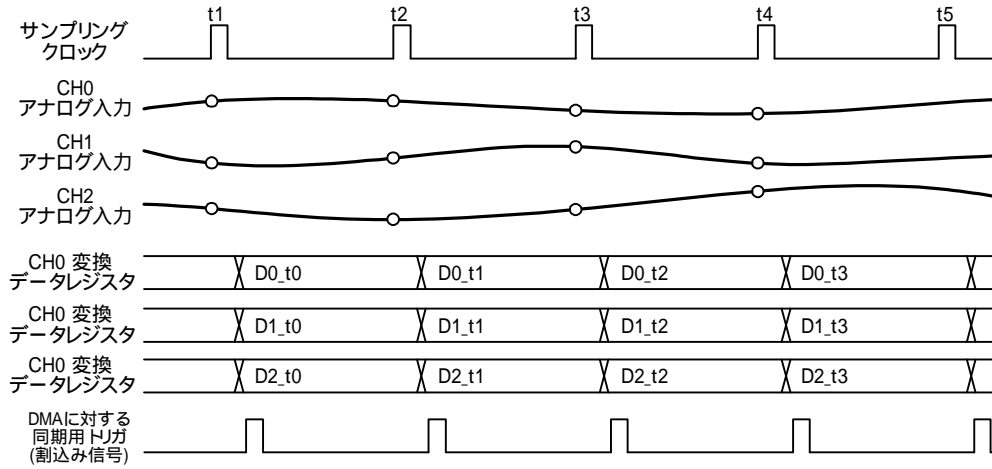 t1 t2 t3 t4 t5
サンプリング
クロック
CH0
アナログ入力
CH1
アナログ入力
CH2
アナログ入力
CH0 変換
データレジスタ
D0_t0 D0_t1 D0_t2 D0_t3
CH0 変換
データレジスタ
D1_t0 D1_t1 D1_t2 D1_t3
CH0 変換
データレジスタ
D2_t0 D2_t1 D2_t2 D2_t3
DMAに対する
同期用トリガ
(割込み信号)